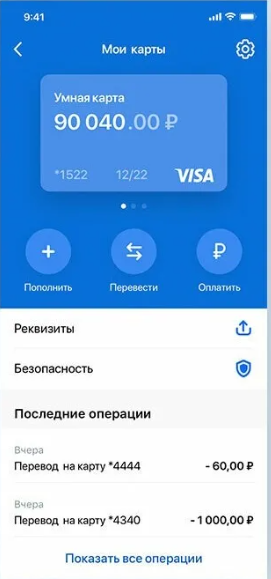 9:41
Мои карты
Умная карта
90 040.00 ₽
*1522 12/22 VISA
Пополнить Перевести Оплатить
Реквизиты
Безопасность
Последние операции
Вчера
Перевод на карту *4444 - 60,00 ₽
Вчера
Перевод на карту *4340 - 1 000,00 ₽
Показать все операции